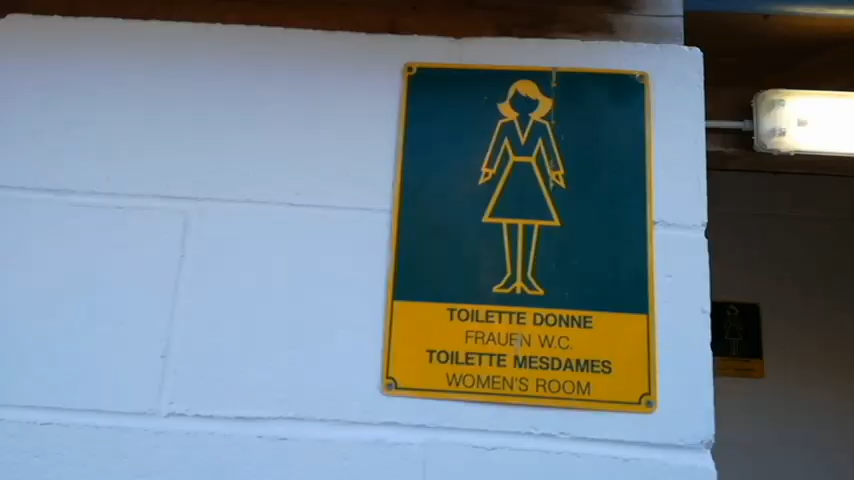 TOILETTE DONNE
FRAUEN W.C.
TOILETTE MESDAMES
WOMEN'S ROOM